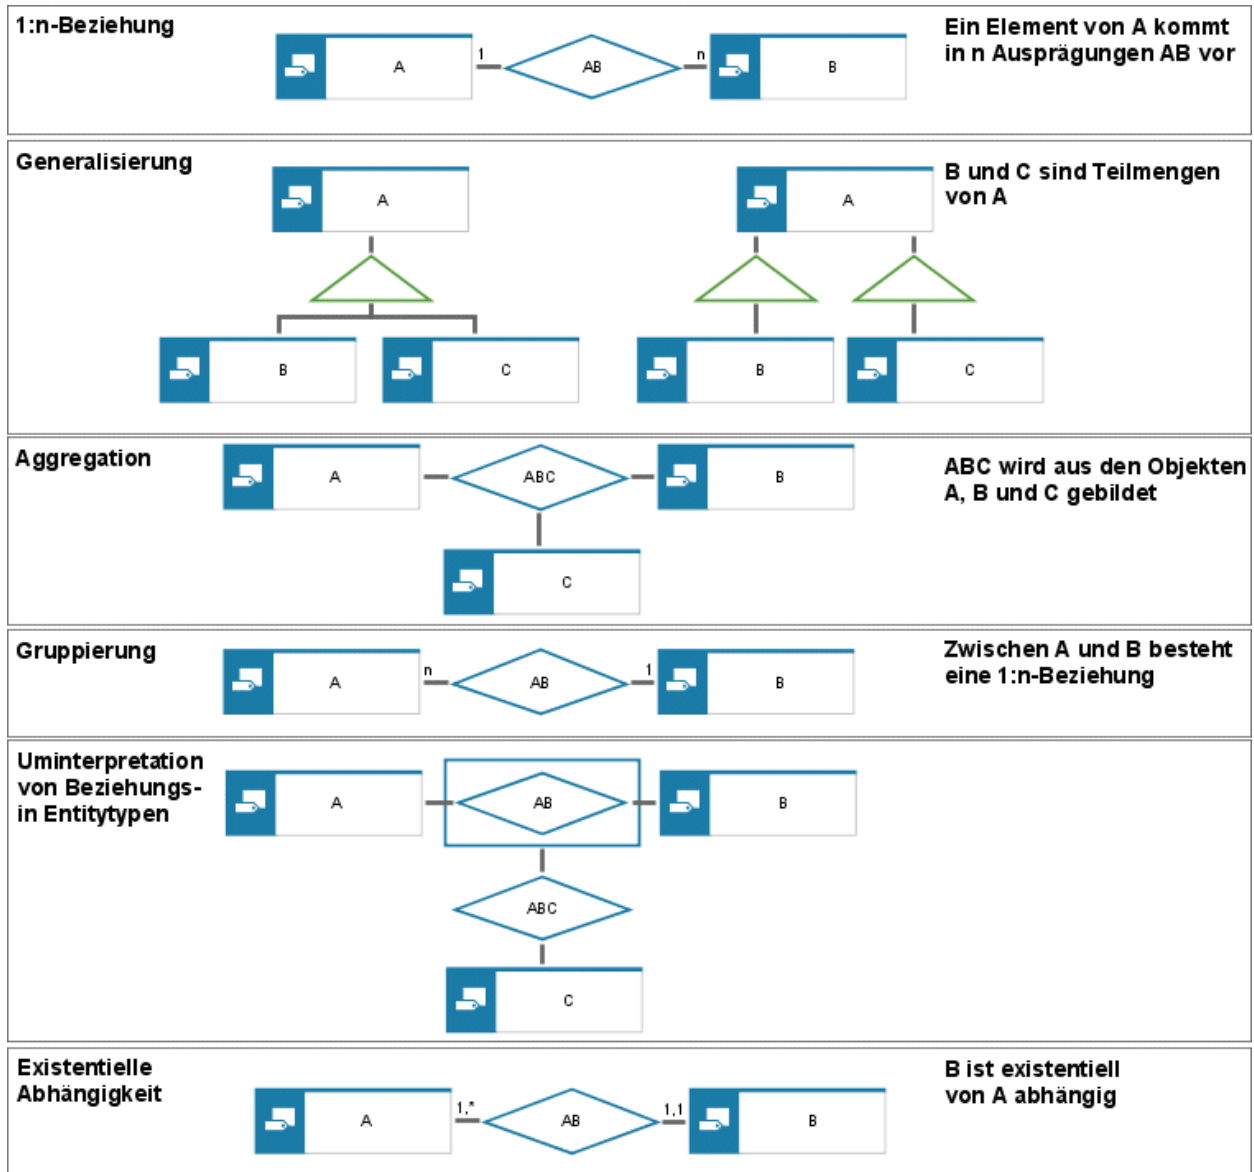 1:n-Beziehung
A
1
AB
n
B
Ein Element von A kommt
in n Ausprägungen AB vor
Generalisierung
A
B
C
A
B
C
B und C sind Teilmengen
von A
Aggregation
A
ABC
B
C
ABC wird aus den Objekten
A, B und C gebildet
Gruppierung
A
n
AB
1
B
Zwischen A und B besteht
eine 1:n-Beziehung
Uminterpretation
von Beziehungs-
in Entitytypen
A
AB
B
ABC
C
Existentielle
Abhängigkeit
A
1,*
AB
1,1
B
B ist existentiell
von A abhängig